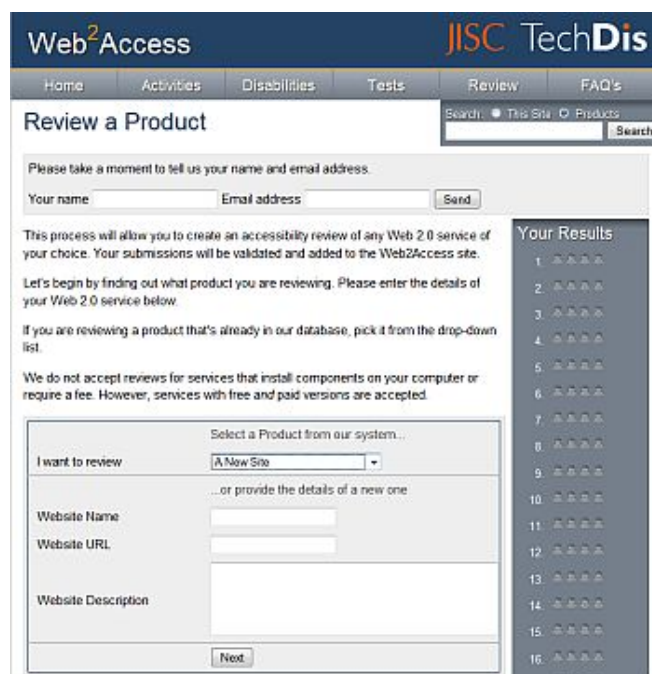 Web2Access
JISC TechDis
Home Activities Disabilities Tests Review FAQ's
Review a Product
Search: This Site Products
Search
Please take a moment to tell us your name and email address.
Your name Email address Send
This process will allow you to create an accessibility review of any Web 2.0 service of
your choice. Your submissions will be validated and added to the Web2Access site.
Let's begin by finding out what product you are reviewing. Please enter the details of
your Web 2.0 service below.
If you are reviewing a product that's already in our database, pick it from the drop-down
list.
We do not accept reviews for services that install components on your computer or
require a fee. However, services with free and paid versions are accepted.
Select a Product from our system...
I want to review A New Site
...or provide the details of a new one
Website Name
Website URL
Website Description
Next
Your Results
1.
2.
3.
4.
5.
6.
7.
8.
9.
10.
11.
12.
13.
14.
15.
16.